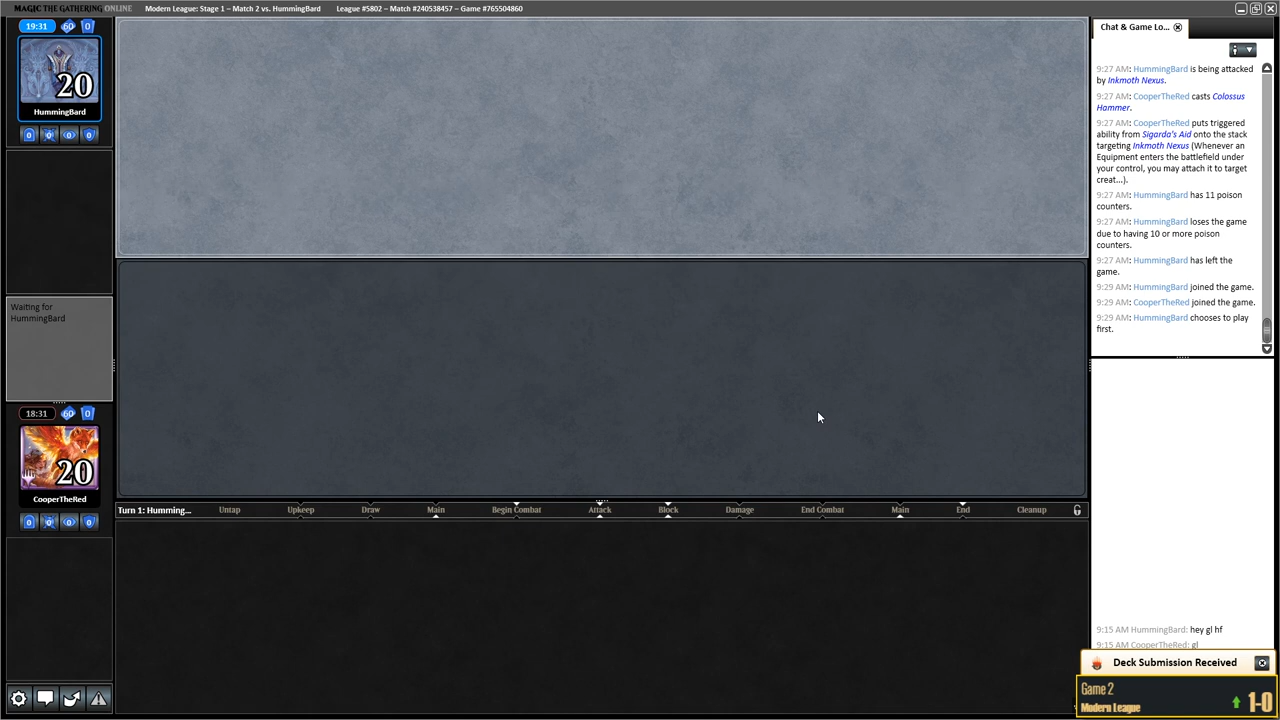 MAGIC THE GATHERING ONLINE Modern League: Stage 1 – Match 2 vs. HummingBard League #5802 – Match #240538457 – Game #765504860
19:31 60 0
20
HummingBard
0 0 0 0
Waiting for
HummingBard
18:31 60 0
20
CooperTheRed
0 0 0 0
Turn 1: Humming... Untap Upkeep Draw Main Begin Combat Attack Block Damage End Combat Main End Cleanup
Chat & Game Lo...
9:27 AM: HummingBard is being attacked
by Inkmoth Nexus.
9:27 AM: CooperTheRed casts Colossus
Hammer.
9:27 AM: CooperTheRed puts triggered
ability from Sigarda's Aid onto the stack
targeting Inkmoth Nexus (Whenever an
Equipment enters the battlefield under
your control, you may attach it to target
creat...).
9:27 AM: HummingBard has 11 poison
counters.
9:27 AM: HummingBard loses the game
due to having 10 or more poison
counters.
9:27 AM: HummingBard has left the
game.
9:29 AM: HummingBard joined the game.
9:29 AM: CooperTheRed joined the game.
9:29 AM: HummingBard chooses to play
first.
9:15 AM HummingBard: hey gl hf
9:15 AM CooperTheRed: gl
Deck Submission Received
Game 2
Modern League
1-0